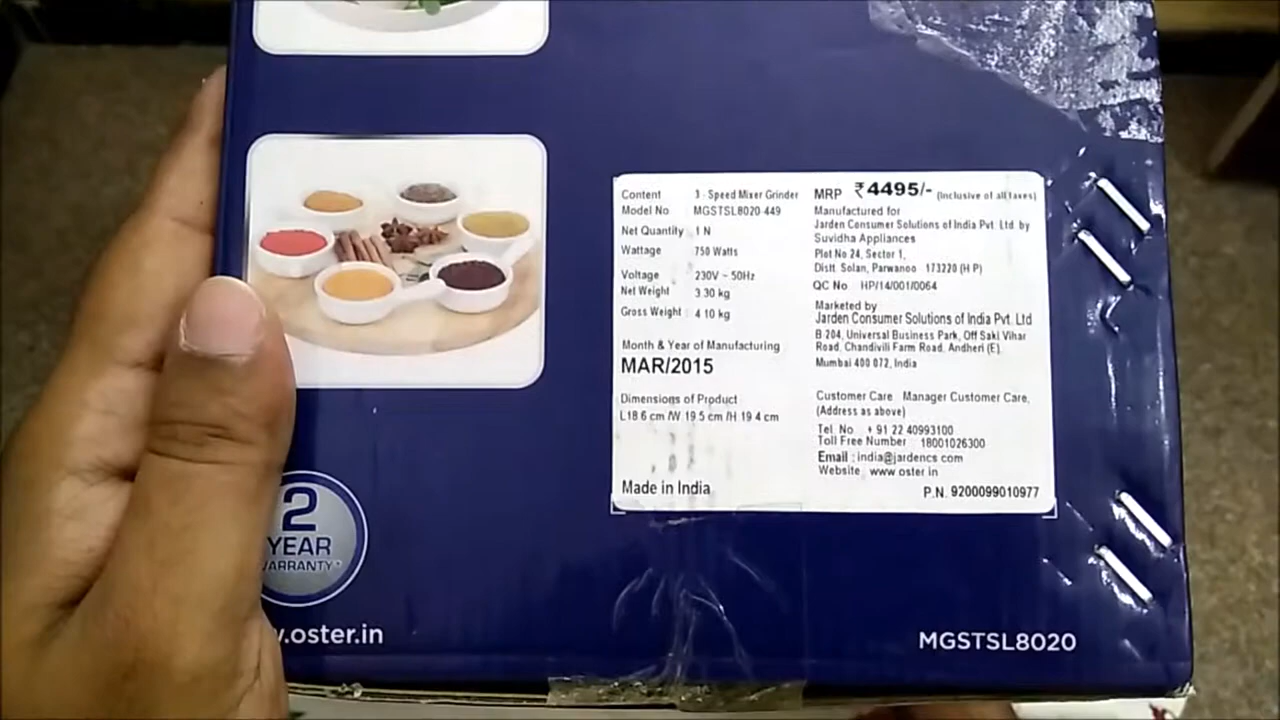 Content 3 - Speed Mixer Grinder
Model No MGSTSL8020-449
Net Quantity 1 N
Wattage 750 Watts
Voltage 230V ~ 50Hz
Net Weight 3.30 kg
Gross Weight 4 10 kg
Month & Year of Manufacturing
MAR/2015
Dimensions of Product
L18 6 cm /W 19 5 cm /H 19 4 cm
Made in India
MRP ₹4495/- (Inclusive of all taxes)
Manufactured for
Jarden Consumer Solutions of India Pvt. Ltd by
Suvidha Appliances
Plot No 24, Sector 1,
Distt. Solan, Parwanoo 173220 (H P)
QC No HP/14/001/0064
Marketed by
Jarden Consumer Solutions of India Pvt. Ltd
B 204, Universal Business Park, Off Saki Vihar
Road, Chandivili Farm Road, Andheri (E).
Mumbai 400 072, India
Customer Care Manager Customer Care,
(Address as above)
Tel. No + 91 22 40993100
Toll Free Number 18001026300
Email : india@jardencs com
Website www oster in
P.N. 9200099010977
2
YEAR
WARRANTY*
.oster.in
MGSTSL8020